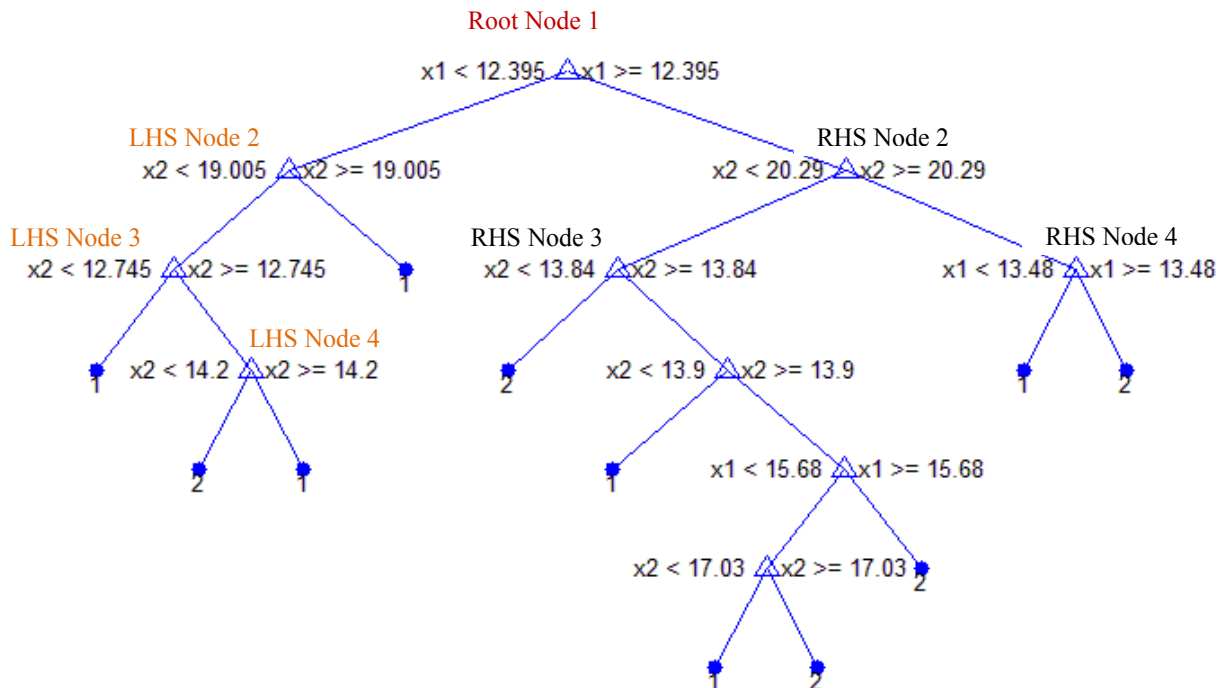 Root Node 1
x1 < 12.395 x1 >= 12.395
LHS Node 2
RHS Node 2
x2 < 19.005 x2 >= 19.005
x2 < 20.29 x2 >= 20.29
LHS Node 3
RHS Node 3
RHS Node 4
x2 < 12.745 x2 >= 12.745
1
x2 < 13.84 x2 >= 13.84
x1 < 13.48 x1 >= 13.48
LHS Node 4
1
x2 < 14.2 x2 >= 14.2
2
x2 < 13.9 x2 >= 13.9
1
2
2
1
1
x1 < 15.68 x1 >= 15.68
x2 < 17.03 x2 >= 17.03
2
1
2